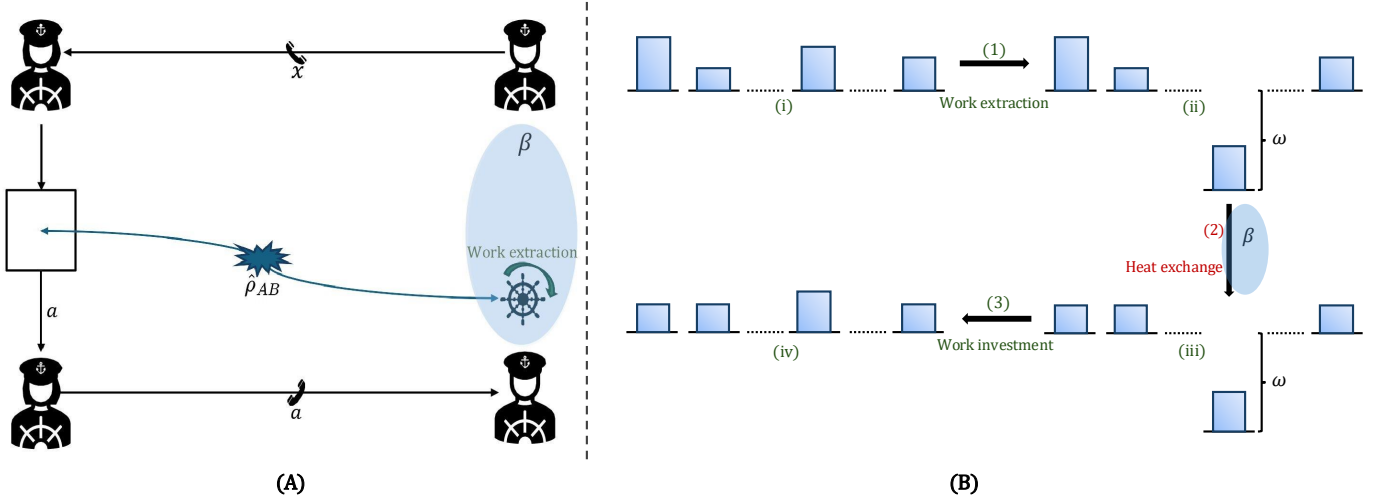 x
β
Work extraction
ρ̂_AB
a
a
(A)
(1)
Work extraction
(i)
(ii)
ω
(2)
β
Heat exchange
(3)
Work investment
(iv)
(iii)
ω
(B)